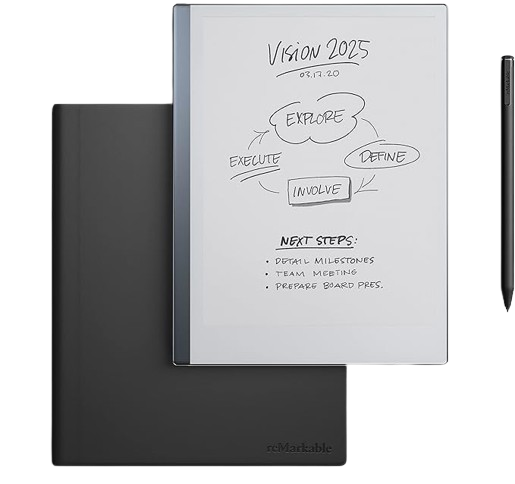 VISION 2025
03.17.20
EXPLORE
EXECUTE
DEFINE
INVOLVE
NEXT STEPS:
• DETAIL MILESTONES
• TEAM MEETING
• PREPARE BOARD PRES.
reMarkable